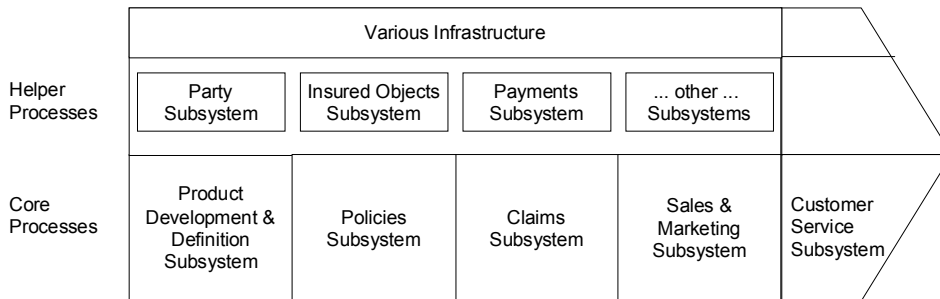 Various Infrastructure
Helper
Processes
Party
Subsystem
Insured Objects
Subsystem
Payments
Subsystem
... other ...
Subsystems
Core
Processes
Product
Development &
Definition
Subsystem
Policies
Subsystem
Claims
Subsystem
Sales &
Marketing
Subsystem
Customer
Service
Subsystem